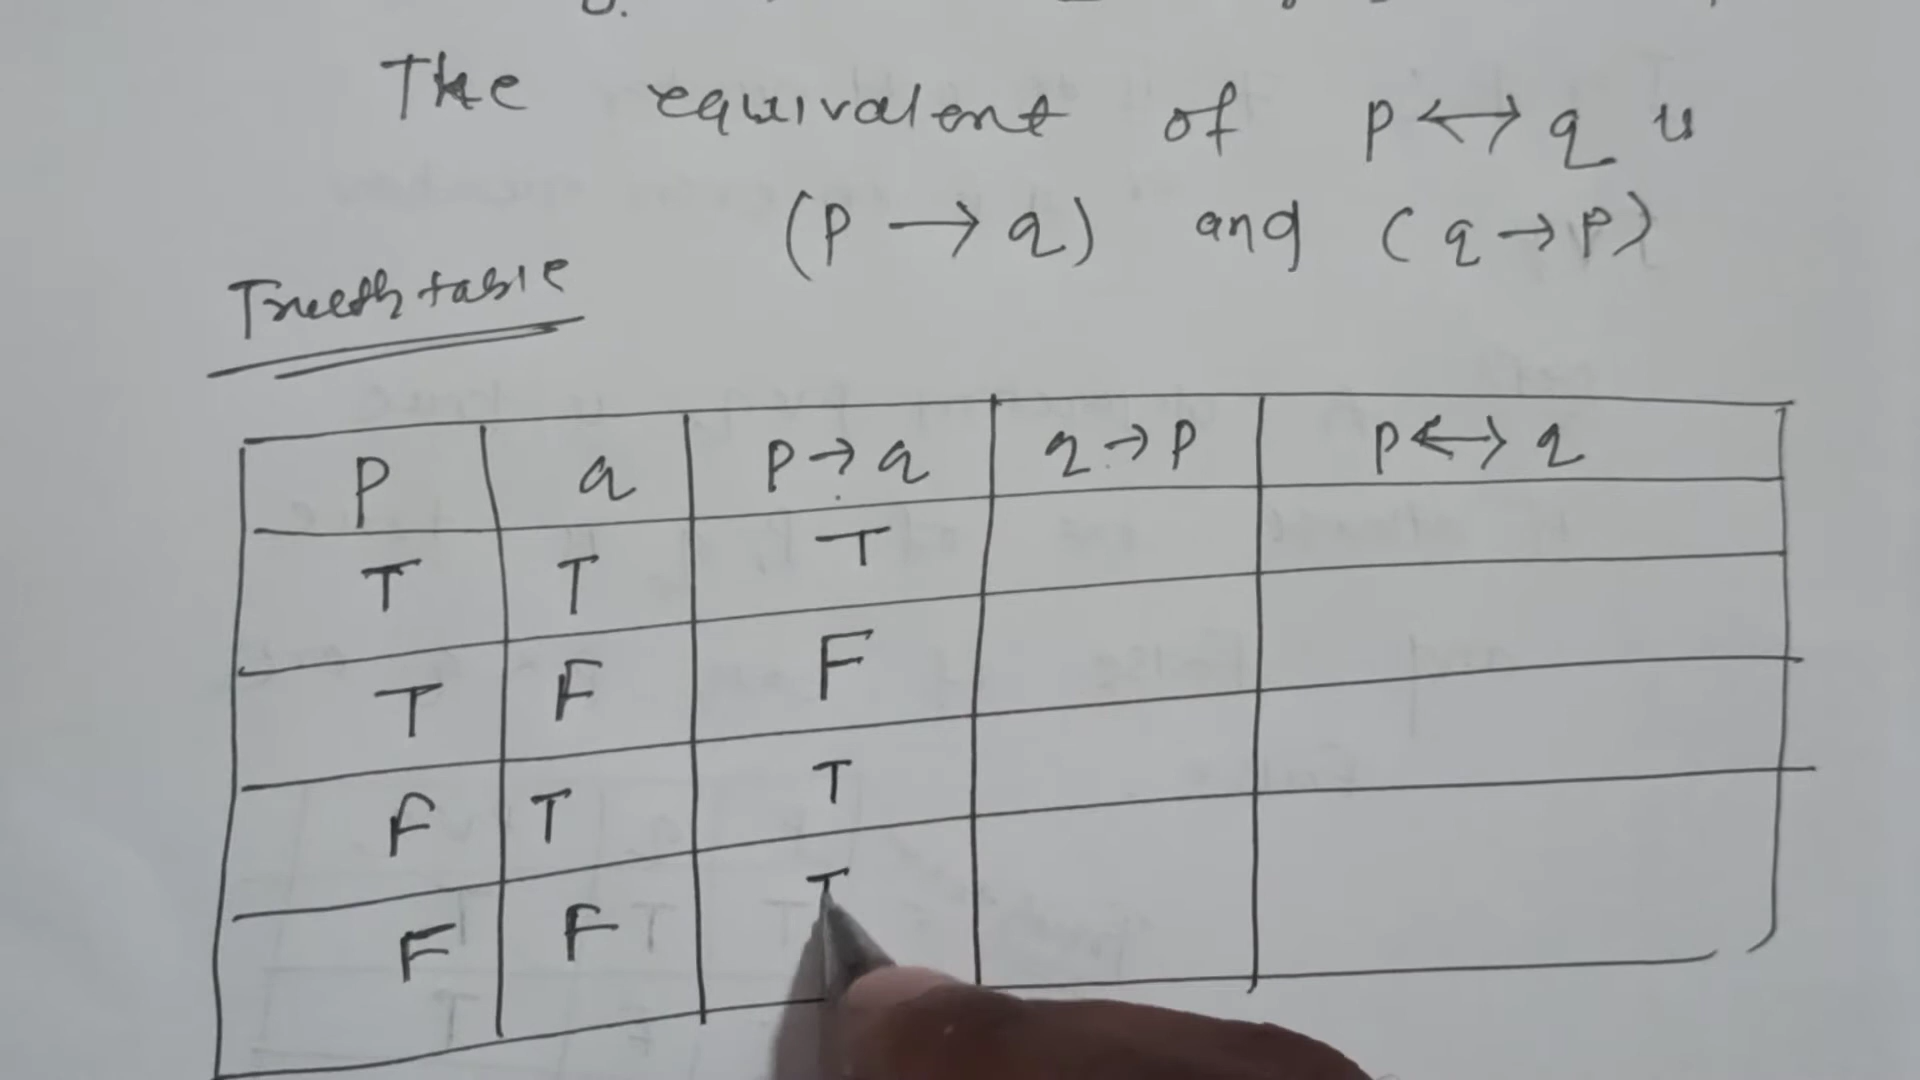 The equivalent of p ↔ q is
(p → q) and (q → p)
Truth table
P q p → q q → p p ↔ q
T T T
T F F
F T T
F F T